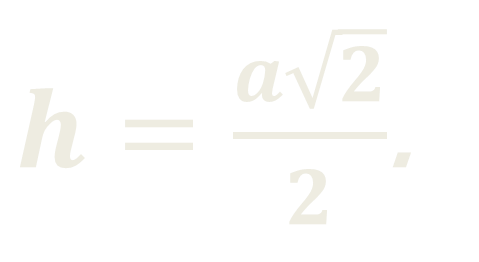 h = a√2/2.